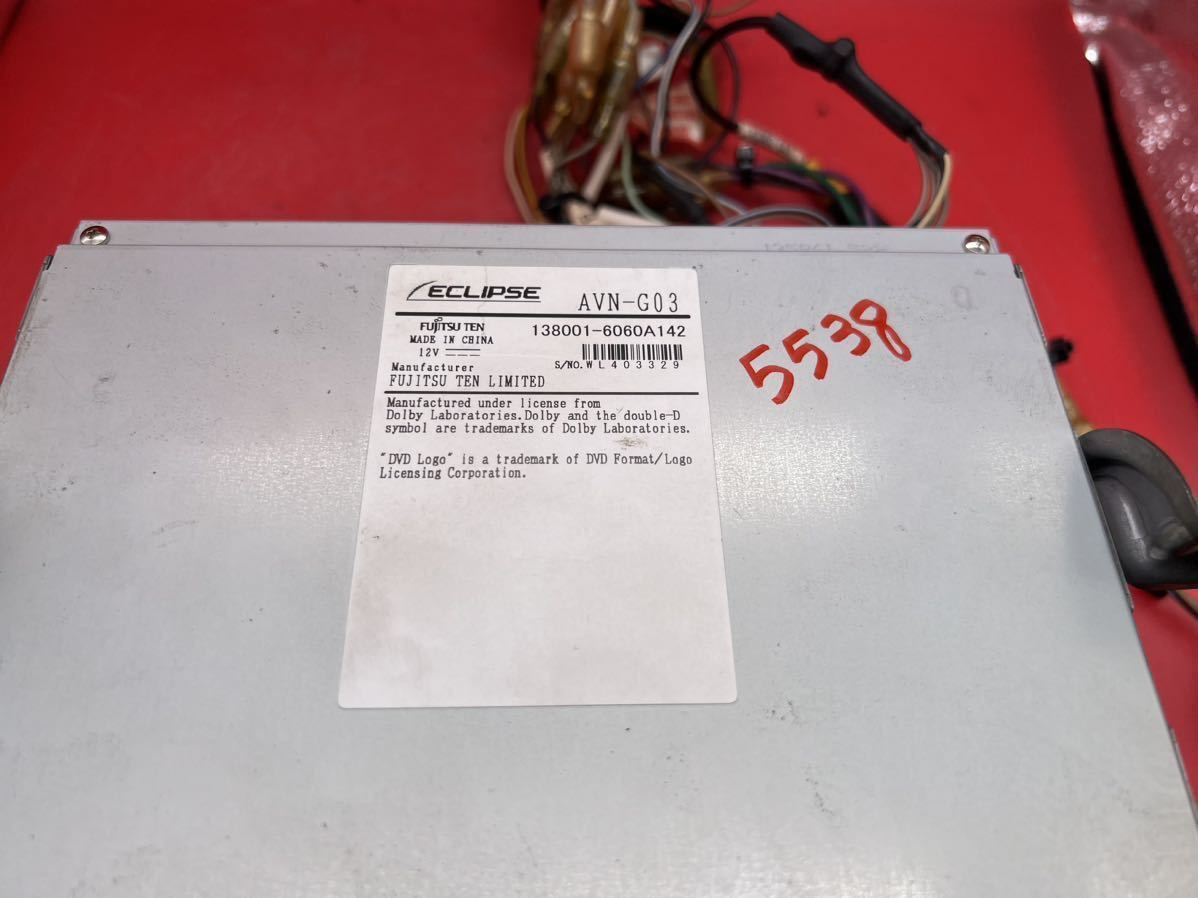 ECLIPSE AVN-G03
FUJITSU TEN 138001-6060A142
MADE IN CHINA
12V
S/NO. WL403329
Manufacturer
FUJITSU TEN LIMITED
Manufactured under license from
Dolby Laboratories. Dolby and the double-D
symbol are trademarks of Dolby Laboratories.
"DVD Logo" is a trademark of DVD Format/Logo
Licensing Corporation.
5538